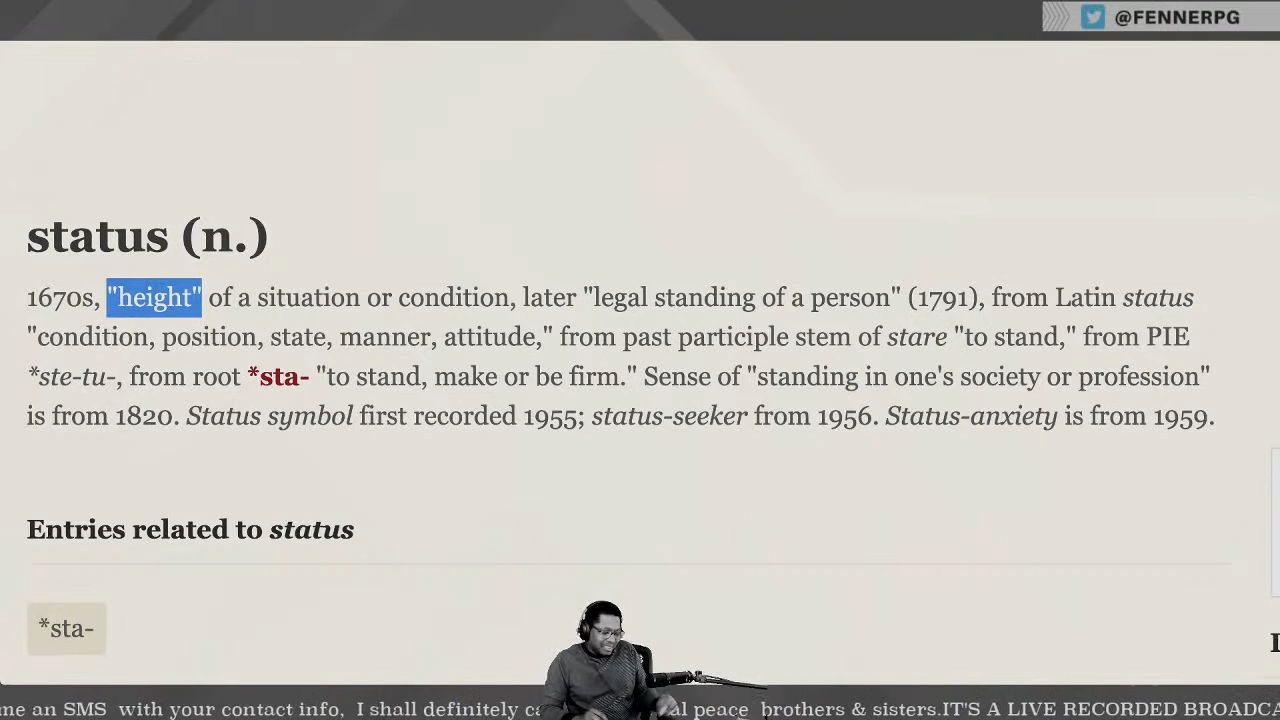 @FENNERPG
status (n.)
1670s, "height" of a situation or condition, later "legal standing of a person" (1791), from Latin status
"condition, position, state, manner, attitude," from past participle stem of stare "to stand," from PIE
*ste-tu-, from root *sta- "to stand, make or be firm." Sense of "standing in one's society or profession"
is from 1820. Status symbol first recorded 1955; status-seeker from 1956. Status-anxiety is from 1959.
Entries related to status
*sta-
me an SMS with your contact info, I shall definitely peace brothers & sisters.IT'S A LIVE RECORDED